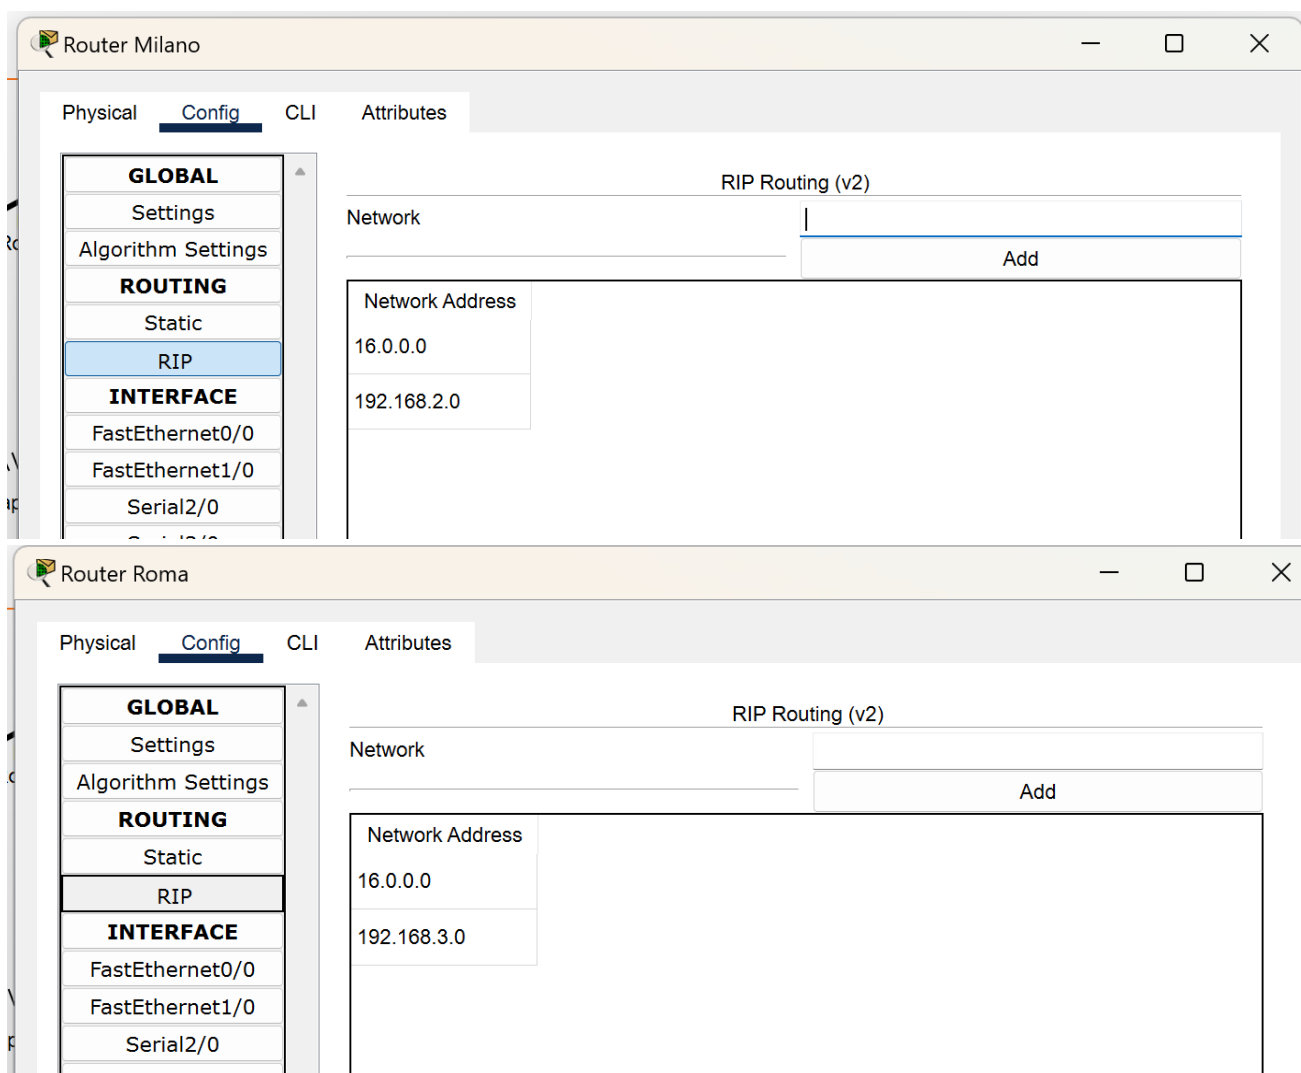 Router Milano
Physical Config CLI Attributes
GLOBAL
Settings
Algorithm Settings
ROUTING
Static
RIP
INTERFACE
FastEthernet0/0
FastEthernet1/0
Serial2/0
RIP Routing (v2)
Network
Add
Network Address
16.0.0.0
192.168.2.0
Router Roma
Physical Config CLI Attributes
GLOBAL
Settings
Algorithm Settings
ROUTING
Static
RIP
INTERFACE
FastEthernet0/0
FastEthernet1/0
Serial2/0
RIP Routing (v2)
Network
Add
Network Address
16.0.0.0
192.168.3.0